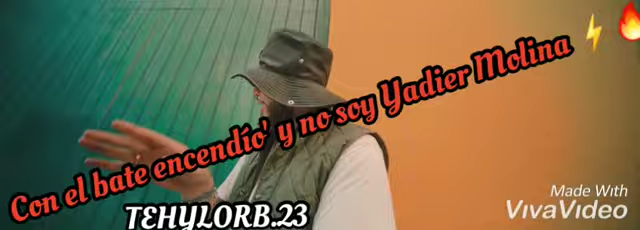 Con el bate encendío' y no soy Yadier Molina ⚡🔥
TEHYLORB.23
Made With
VivaVideo